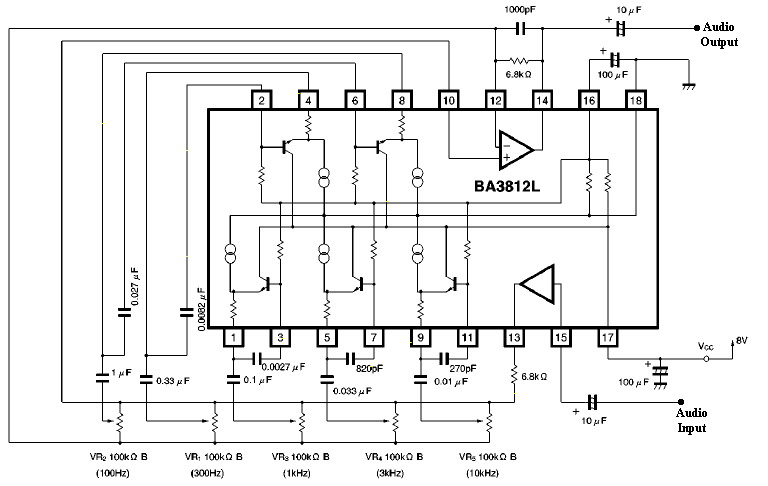 1000pF
10 μF
+
Audio
Output
+
6.8kΩ
100 μF
2
4
6
8
10
12
14
16
18
−
+
BA3812L
0.027 μF
0.0082 μF
1
3
5
7
9
11
13
15
17
VCC
8V
1 μF
0.33 μF
0.1 μF
0.0027 μF
0.033 μF
820pF
0.01 μF
270pF
6.8kΩ
+
100 μF
+
10 μF
Audio
Input
VR2 100kΩ B
(100Hz)
VR1 100kΩ B
(300Hz)
VR3 100kΩ B
(1kHz)
VR4 100kΩ B
(3kHz)
VR5 100kΩ B
(10kHz)